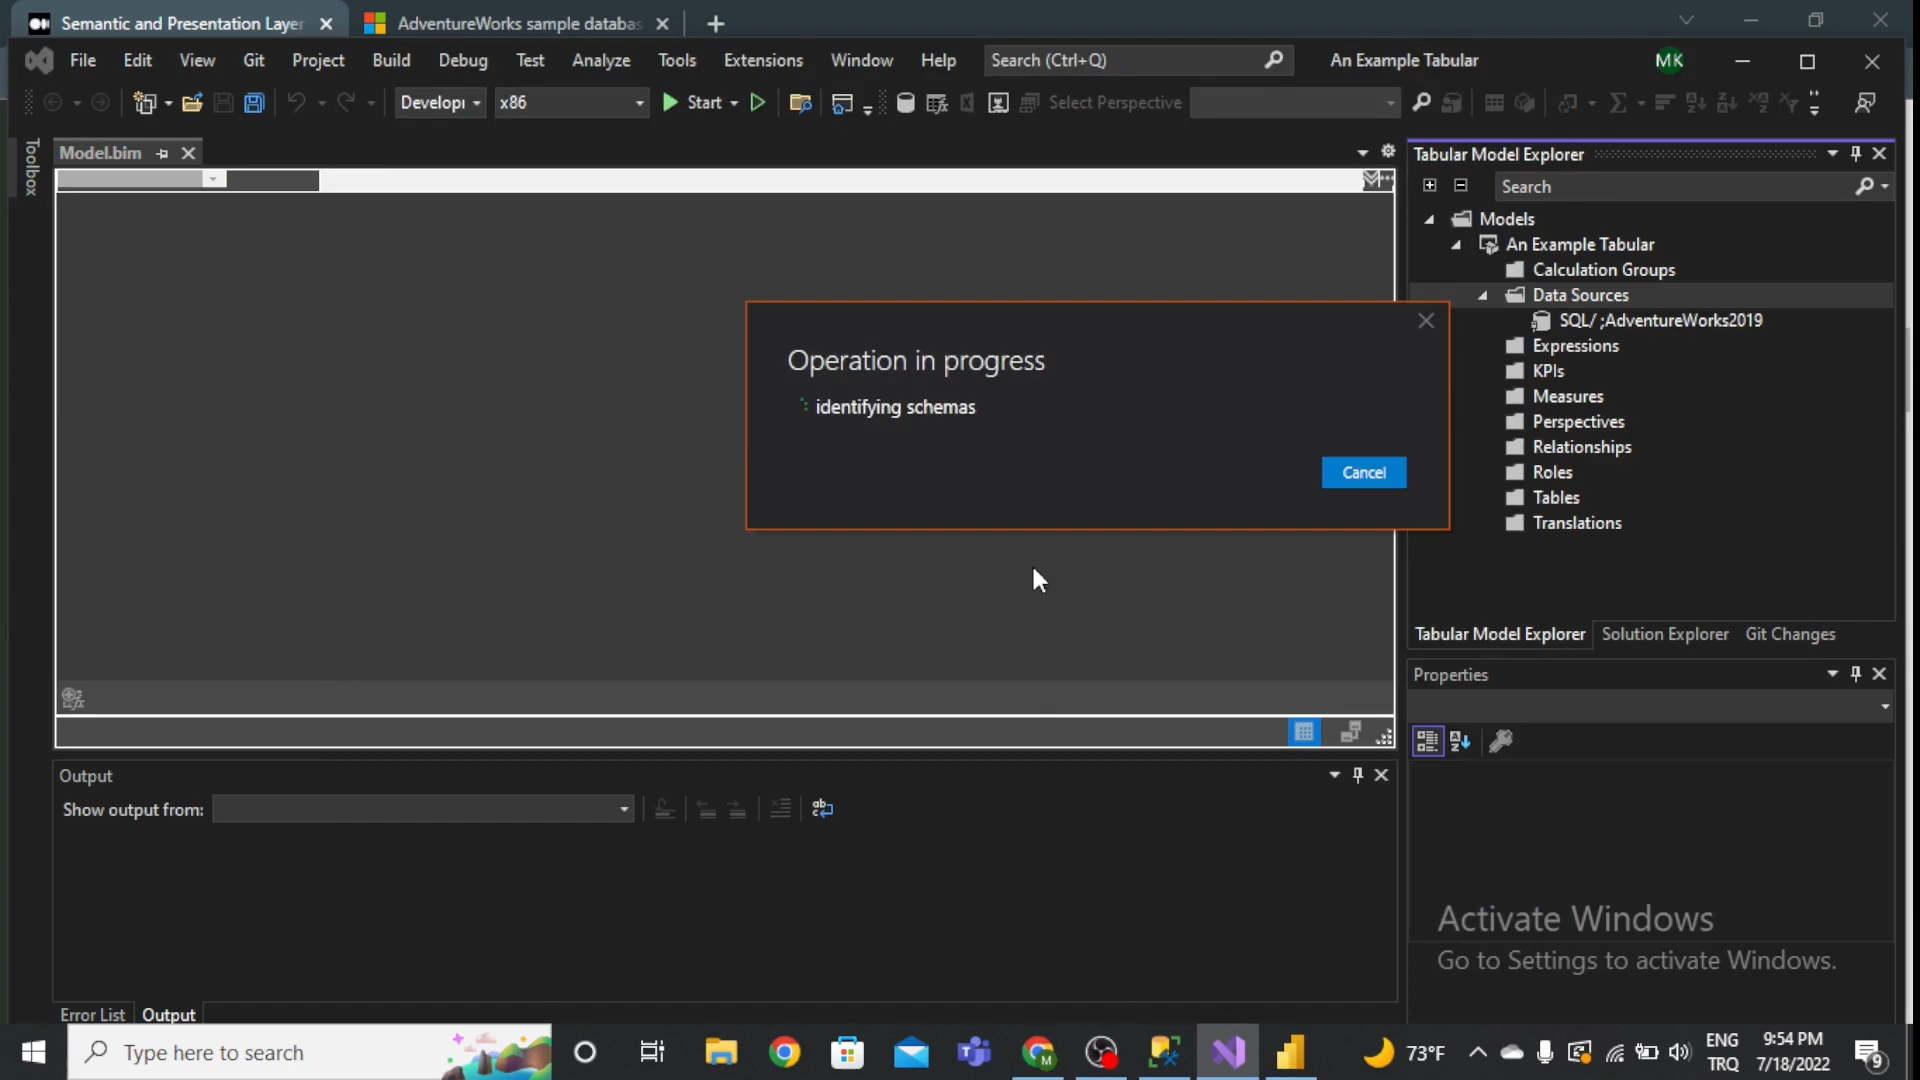 Semantic and Presentation Layer
AdventureWorks sample databas
File Edit View Git Project Build Debug Test Analyze Tools Extensions Window Help Search (Ctrl+Q) An Example Tabular MK
Developı x86 Start Select Perspective
Toolbox
Model.bim
Tabular Model Explorer
Search
Models
An Example Tabular
Calculation Groups
Data Sources
SQL/ ;AdventureWorks2019
Expressions
KPIs
Measures
Perspectives
Relationships
Roles
Tables
Translations
Operation in progress
identifying schemas
Cancel
Tabular Model Explorer Solution Explorer Git Changes
Properties
Output
Show output from:
Activate Windows
Go to Settings to activate Windows.
Error List Output
Type here to search
73°F
ENG
TRQ
9:54 PM
7/18/2022
9